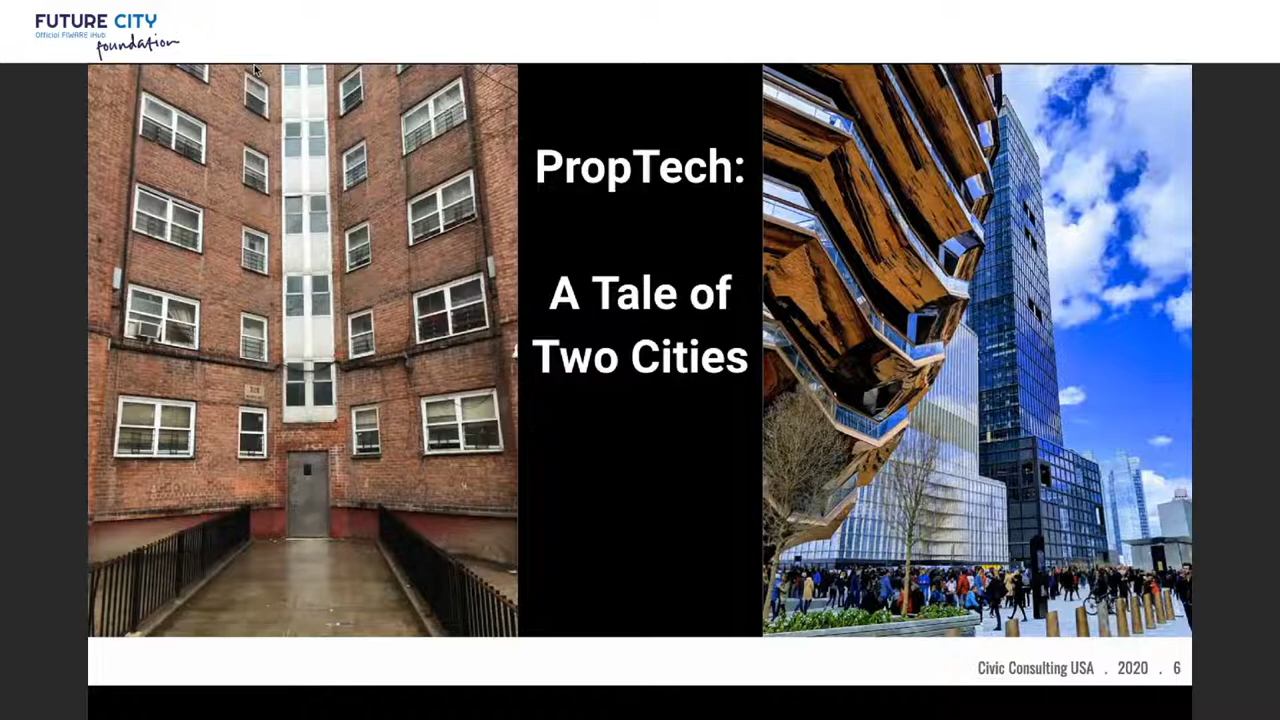 FUTURE CITY
Official FIWARE iHub
foundation
PropTech:
A Tale of
Two Cities
Civic Consulting USA . 2020 . 6